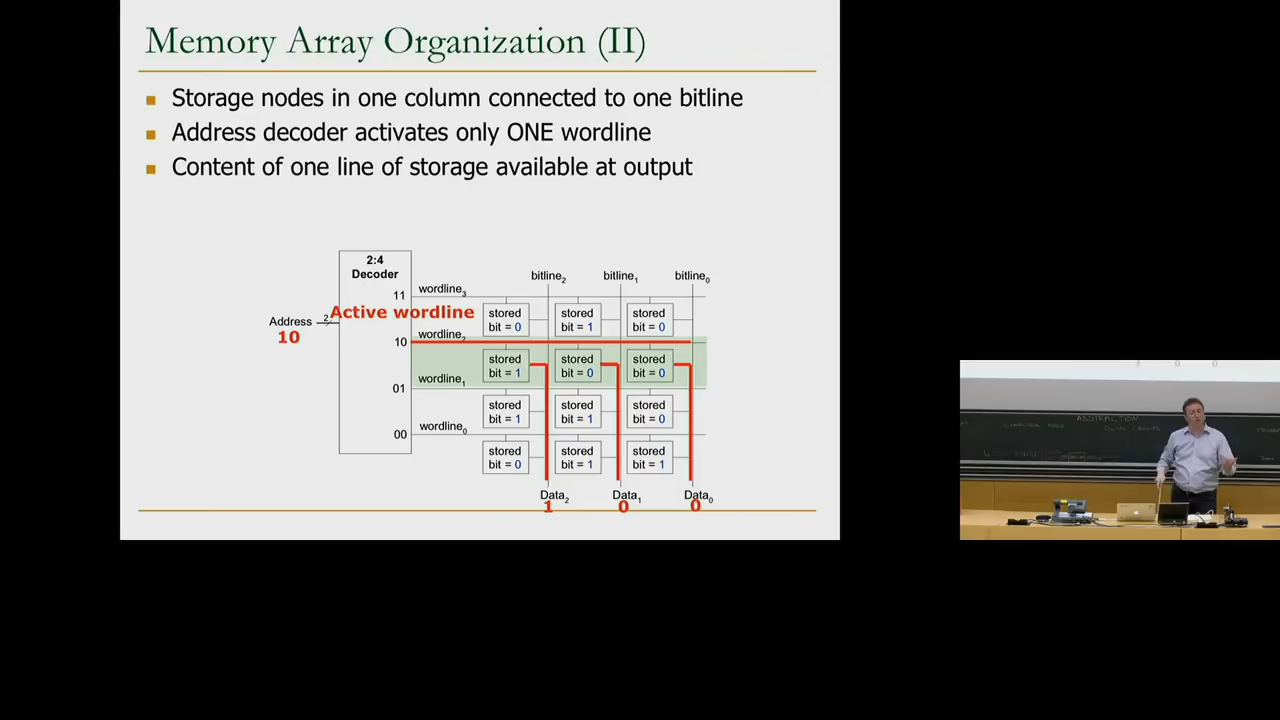 Memory Array Organization (II)
Storage nodes in one column connected to one bitline
Address decoder activates only ONE wordline
Content of one line of storage available at output
2:4
Decoder
bitline2 bitline1 bitline0
wordline3
11
Active wordline
Address 2
10
stored bit = 0
stored bit = 1
stored bit = 0
wordline2
10
stored bit = 1
stored bit = 0
stored bit = 0
wordline1
01
stored bit = 1
stored bit = 1
stored bit = 0
wordline0
00
stored bit = 0
stored bit = 1
stored bit = 1
Data2 Data1 Data0
1 0 0
ABSTRACTION